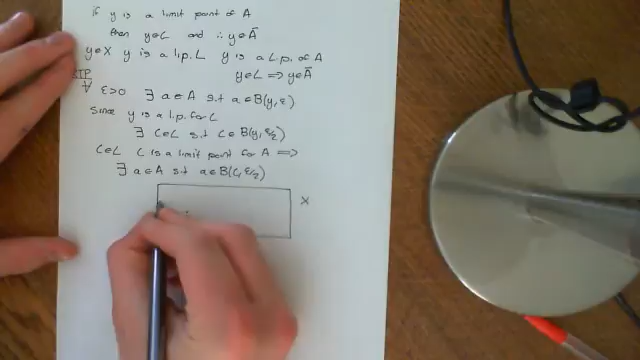 if y is a limit point of A
then y∈L and ∴ y∈Ā
y∈X y is a l.p. L y is a L.p. of A
y∈L ⟹ y∈Ā
STP
∀ ε>0 ∃ a∈A s.t a∈B(y,ε)
Since y is a l.p for L
∃ l∈L s.t l∈B(y,ε/2)
l∈L l is a limit point for A ⟹
∃ a∈A s.t a∈B(l,ε/2)
X